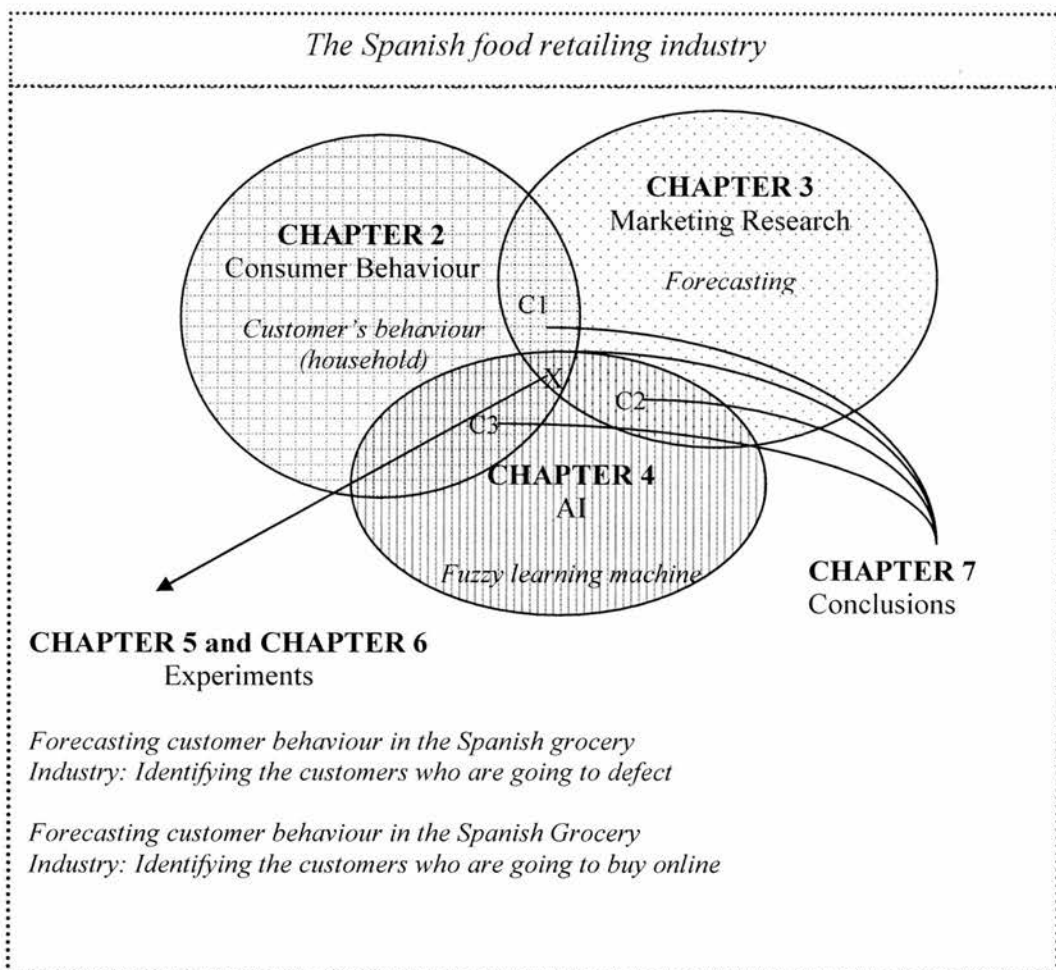 The Spanish food retailing industry
CHAPTER 2
Consumer Behaviour
Customer's behaviour
(household)
CHAPTER 3
Marketing Research
Forecasting
C1
X
C2
C3
CHAPTER 4
AI
Fuzzy learning machine
CHAPTER 7
Conclusions
CHAPTER 5 and CHAPTER 6
Experiments
Forecasting customer behaviour in the Spanish grocery
Industry: Identifying the customers who are going to defect
Forecasting customer behaviour in the Spanish Grocery
Industry: Identifying the customers who are going to buy online